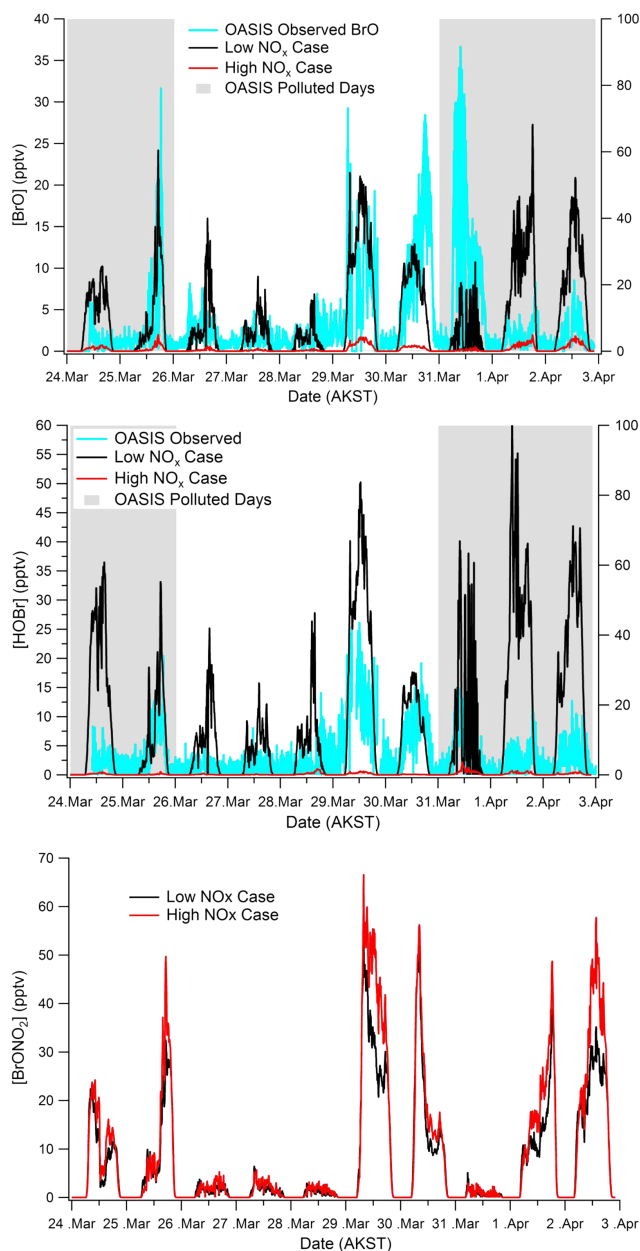 40
35
30
25
20
15
10
5
0
[BrO] (pptv)
OASIS Observed BrO
Low NOx Case
High NOx Case
OASIS Polluted Days
100
80
60
40
20
0
24.Mar 25.Mar 26.Mar 27.Mar 28.Mar 29.Mar 30.Mar 31.Mar 1.Apr 2.Apr 3.Apr
Date (AKST)
60
55
50
45
40
35
30
25
20
15
10
5
0
[HOBr] (pptv)
OASIS Observed
Low NOx Case
High NOx Case
OASIS Polluted Days
100
80
60
40
20
0
24.Mar 25.Mar 26.Mar 27.Mar 28.Mar 29.Mar 30.Mar 31.Mar 1.Apr 2.Apr 3.Apr
Date (AKST)
70
60
50
40
30
20
10
0
[BrONO2] (pptv)
Low NOx Case
High NOx Case
24.Mar 25.Mar 26.Mar 27.Mar 28.Mar 29.Mar 30.Mar 31.Mar 1.Apr 2.Apr 3.Apr
Date (AKST)